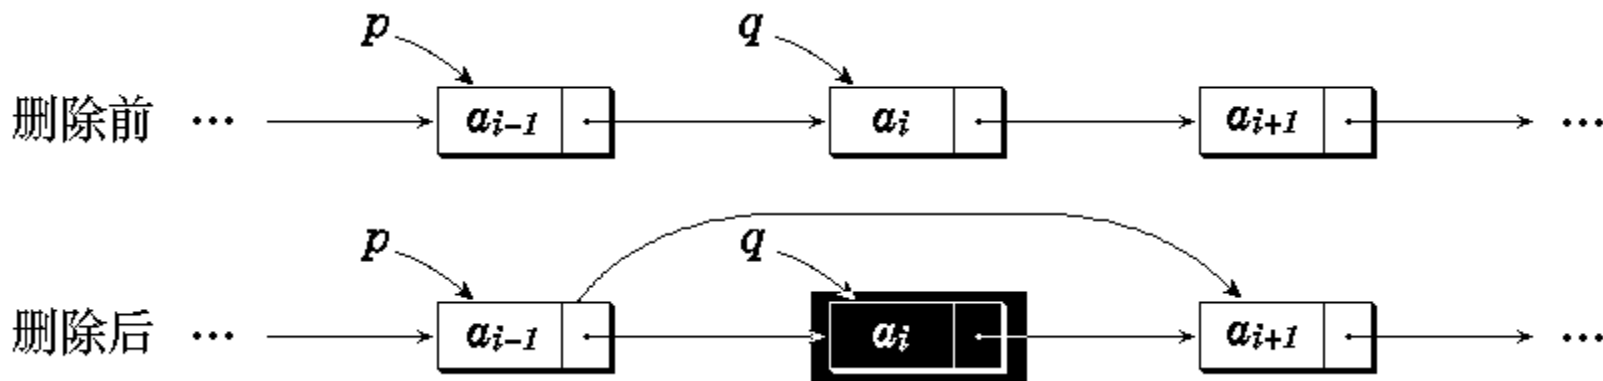 p q
删除前 … a_{i-1} a_i a_{i+1} …
p q
删除后 … a_{i-1} a_i a_{i+1} …